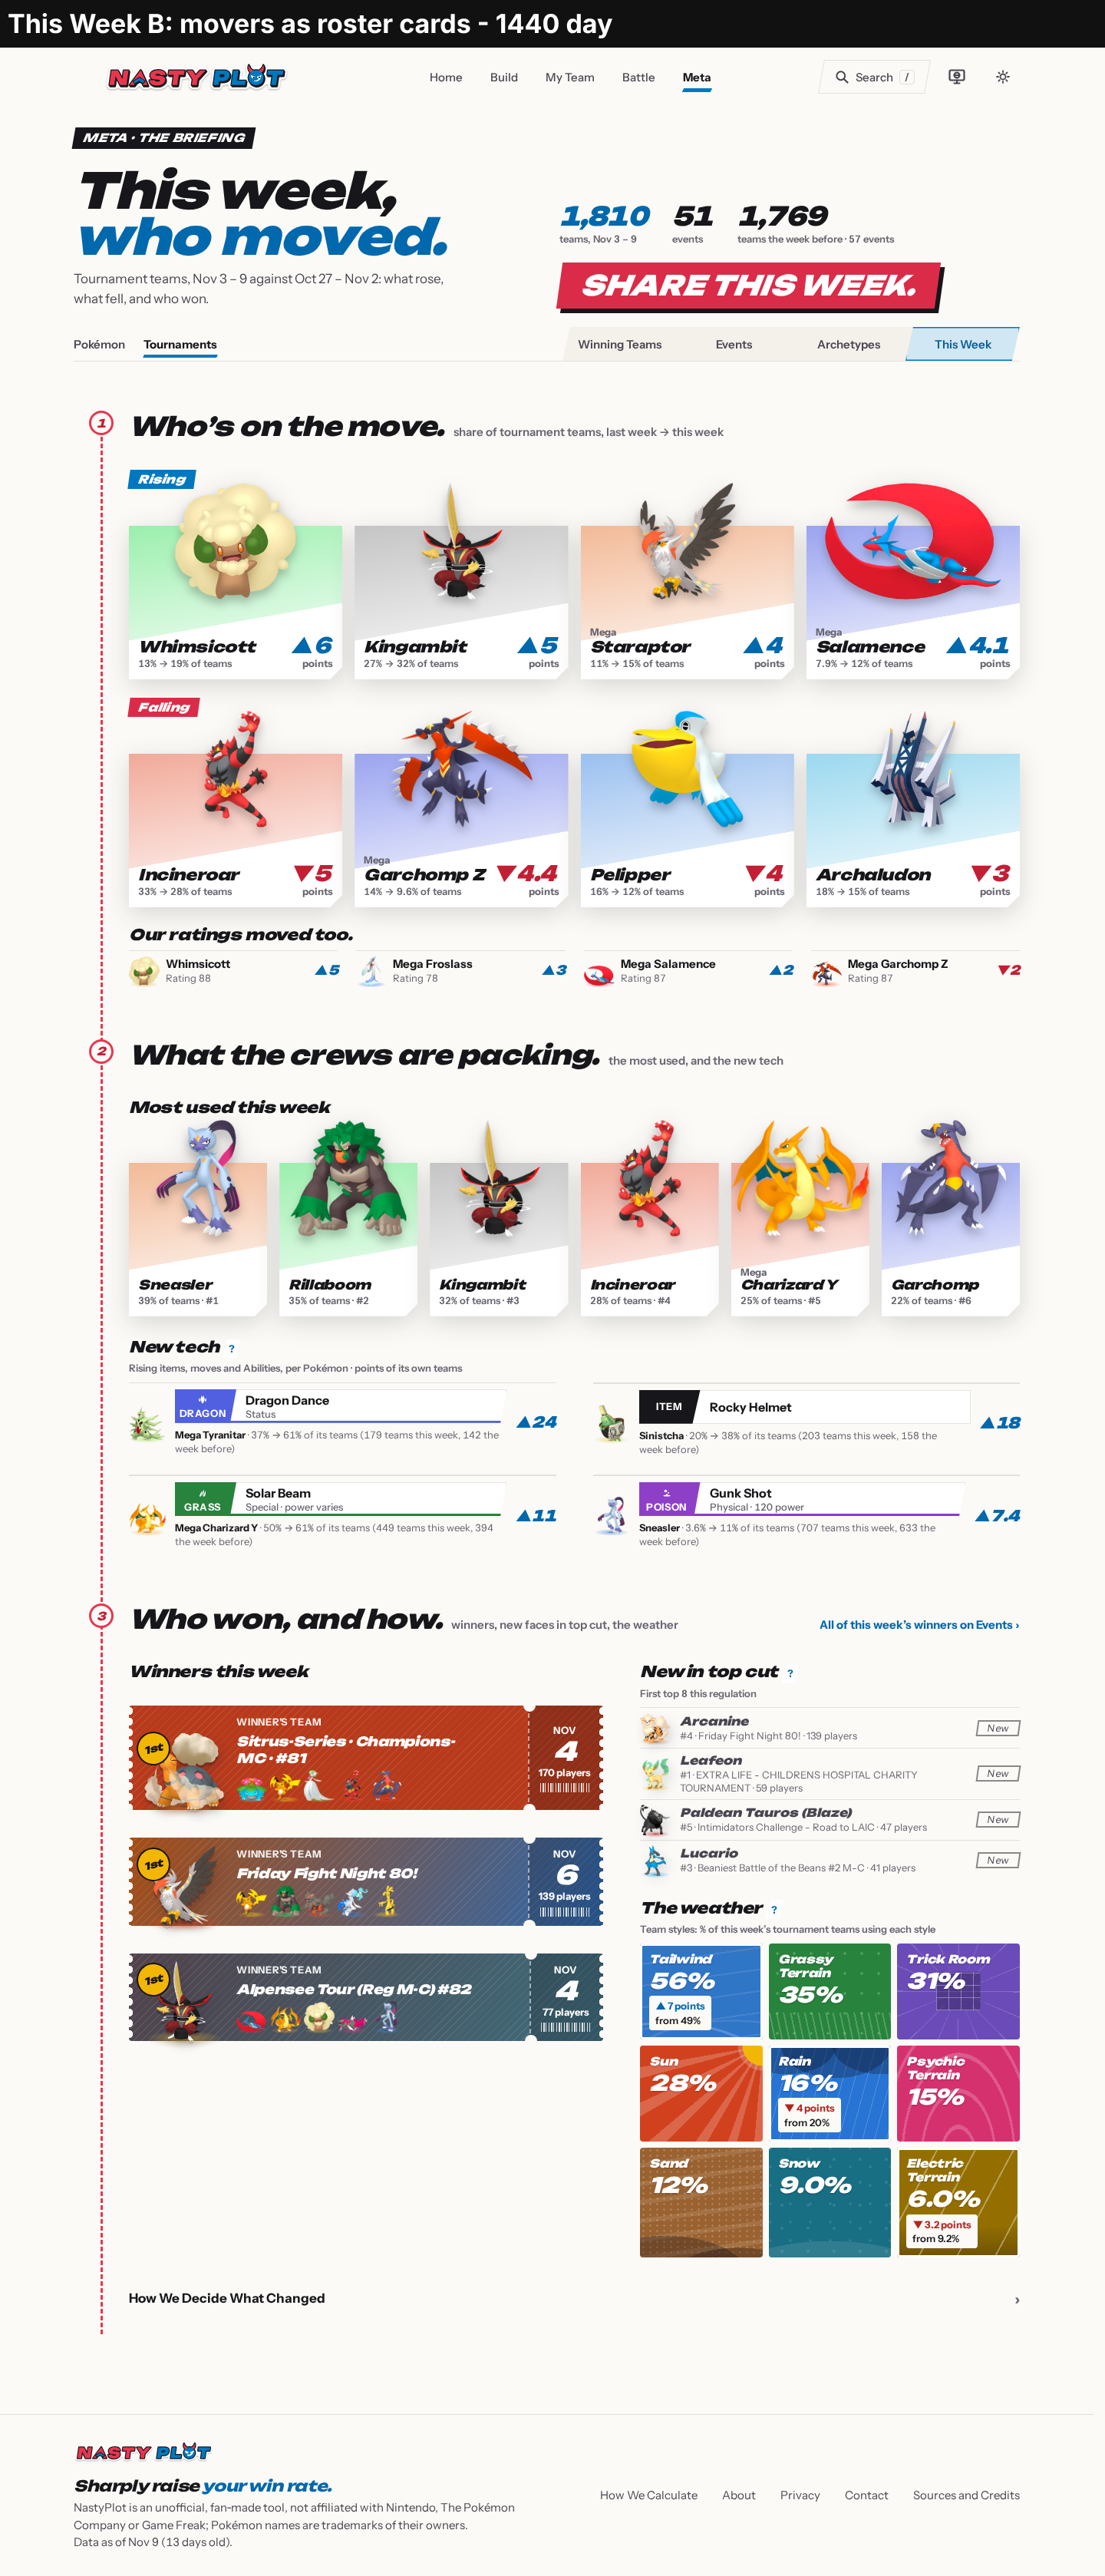 This Week B: movers as roster cards - 1440 day
NASTY PLOT
Home Build My Team Battle Meta
Search /
META · THE BRIEFING
This week,
who moved.
Tournament teams, Nov 3 – 9 against Oct 27 – Nov 2: what rose,
what fell, and who won.
1,810 51 1,769
teams, Nov 3 – 9 events teams the week before · 57 events
SHARE THIS WEEK.
Pokémon Tournaments
Winning Teams Events Archetypes This Week
1 Who's on the move. share of tournament teams, last week → this week
Rising
Whimsicott ▲6
13% → 19% of teams points
Kingambit ▲5
27% → 32% of teams points
Mega
Staraptor ▲4
11% → 15% of teams points
Mega
Salamence ▲4.1
7.9% → 12% of teams points
Falling
Incineroar ▼5
33% → 28% of teams points
Mega
Garchomp Z ▼4.4
14% → 9.6% of teams points
Pelipper ▼4
16% → 12% of teams points
Archaludon ▼3
18% → 15% of teams points
Our ratings moved too.
Whimsicott ▲5
Rating 88
Mega Froslass ▲3
Rating 78
Mega Salamence ▲2
Rating 87
Mega Garchomp Z ▼2
Rating 87
2 What the crews are packing. the most used, and the new tech
Most used this week
Sneasler
39% of teams · #1
Rillaboom
35% of teams · #2
Kingambit
32% of teams · #3
Incineroar
28% of teams · #4
Mega
Charizard Y
25% of teams · #5
Garchomp
22% of teams · #6
New tech ?
Rising items, moves and Abilities, per Pokémon · points of its own teams
DRAGON Dragon Dance
Status
▲24
Mega Tyranitar · 37% → 61% of its teams (179 teams this week, 142 the
week before)
ITEM Rocky Helmet
▲18
Sinistcha · 20% → 38% of its teams (203 teams this week, 158 the
week before)
GRASS Solar Beam
Special · power varies
▲11
Mega Charizard Y · 50% → 61% of its teams (449 teams this week, 394
the week before)
POISON Gunk Shot
Physical · 120 power
▲7.4
Sneasler · 3.6% → 11% of its teams (707 teams this week, 633 the
week before)
3 Who won, and how. winners, new faces in top cut, the weather
All of this week's winners on Events ›
Winners this week
1st
WINNER'S TEAM
Sitrus-Series · Champions-
MC · #81
NOV
4
170 players
1st
WINNER'S TEAM
Friday Fight Night 80!
NOV
6
139 players
1st
WINNER'S TEAM
Alpensee Tour (Reg M-C) #82
NOV
4
77 players
New in top cut ?
First top 8 this regulation
Arcanine
#4 · Friday Fight Night 80! · 139 players
New
Leafeon
#1 · EXTRA LIFE - CHILDRENS HOSPITAL CHARITY
TOURNAMENT · 59 players
New
Paldean Tauros (Blaze)
#5 · Intimidators Challenge - Road to LAIC · 47 players
New
Lucario
#3 · Beaniest Battle of the Beans #2 M-C · 41 players
New
The weather ?
Team styles: % of this week's tournament teams using each style
Tailwind
56%
▲ 7 points
from 49%
Grassy
Terrain
35%
Trick Room
31%
Sun
28%
Rain
16%
▼ 4 points
from 20%
Psychic
Terrain
15%
Sand
12%
Snow
9.0%
Electric
Terrain
6.0%
▼ 3.2 points
from 9.2%
How We Decide What Changed ›
NASTY PLOT
Sharply raise your win rate.
NastyPlot is an unofficial, fan-made tool, not affiliated with Nintendo, The Pokémon
Company or Game Freak; Pokémon names are trademarks of their owners.
Data as of Nov 9 (13 days old).
How We Calculate About Privacy Contact Sources and Credits